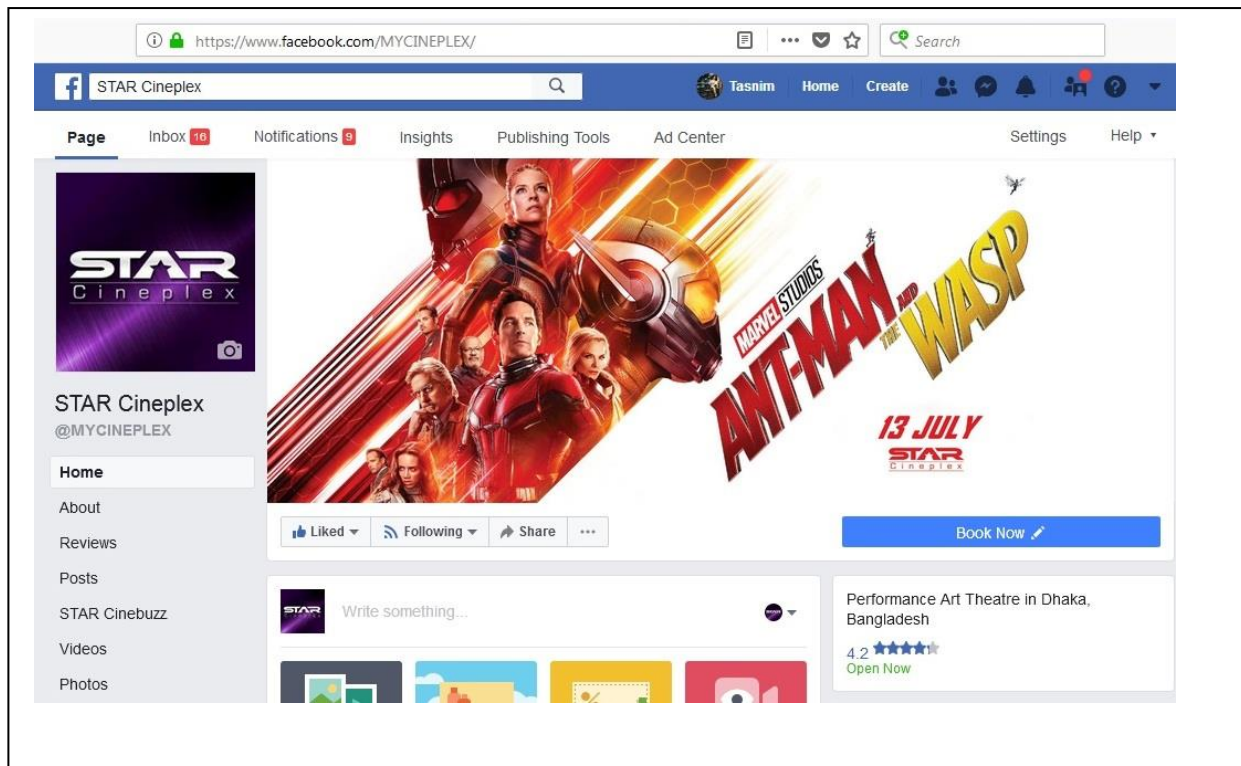 https://www.facebook.com/MYCINEPLEX/
Search
STAR Cineplex
Tasnim Home Create
Page Inbox 16 Notifications 9 Insights Publishing Tools Ad Center Settings Help
STAR
Cineplex
MARVEL STUDIOS
ANT-MAN AND
THE WASP
13 JULY
STAR
Cineplex
STAR Cineplex
@MYCINEPLEX
Home
About
Reviews
Posts
STAR Cinebuzz
Videos
Photos
Liked Following Share
Book Now
STAR
Write something...
Performance Art Theatre in Dhaka,
Bangladesh
4.2
Open Now